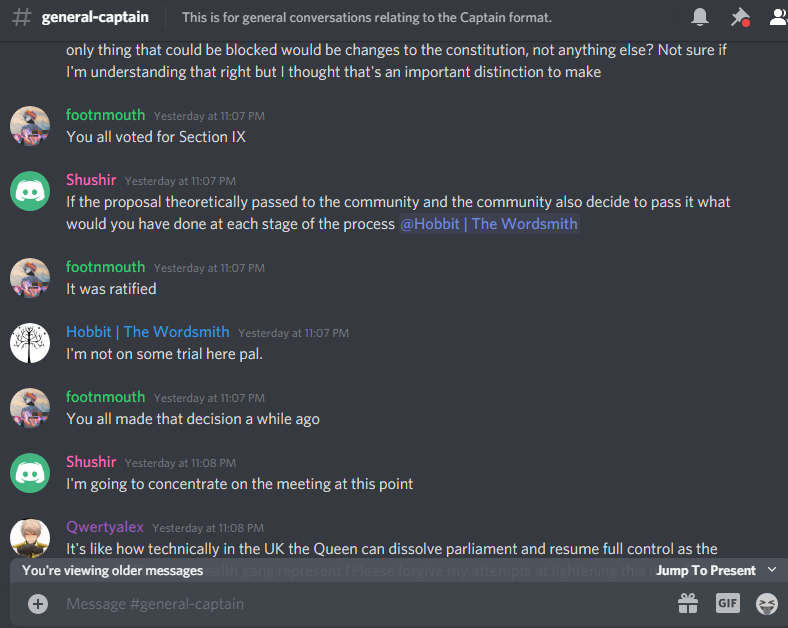 # general-captain This is for general conversations relating to the Captain format.
only thing that could be blocked would be changes to the constitution, not anything else? Not sure if
I'm understanding that right but I thought that's an important distinction to make
footnmouth Yesterday at 11:07 PM
You all voted for Section IX
Shushir Yesterday at 11:07 PM
If the proposal theoretically passed to the community and the community also decide to pass it what
would you have done at each stage of the process @Hobbit | The Wordsmith
footnmouth Yesterday at 11:07 PM
It was ratified
Hobbit | The Wordsmith Yesterday at 11:07 PM
I'm not on some trial here pal.
footnmouth Yesterday at 11:07 PM
You all made that decision a while ago
Shushir Yesterday at 11:08 PM
I'm going to concentrate on the meeting at this point
Qwertyalex Yesterday at 11:08 PM
It's like how technically in the UK the Queen can dissolve parliament and resume full control as the
gang represent (Please forgive my attempts at lightening this
You're viewing older messages Jump To Present
Message #general-captain GIF